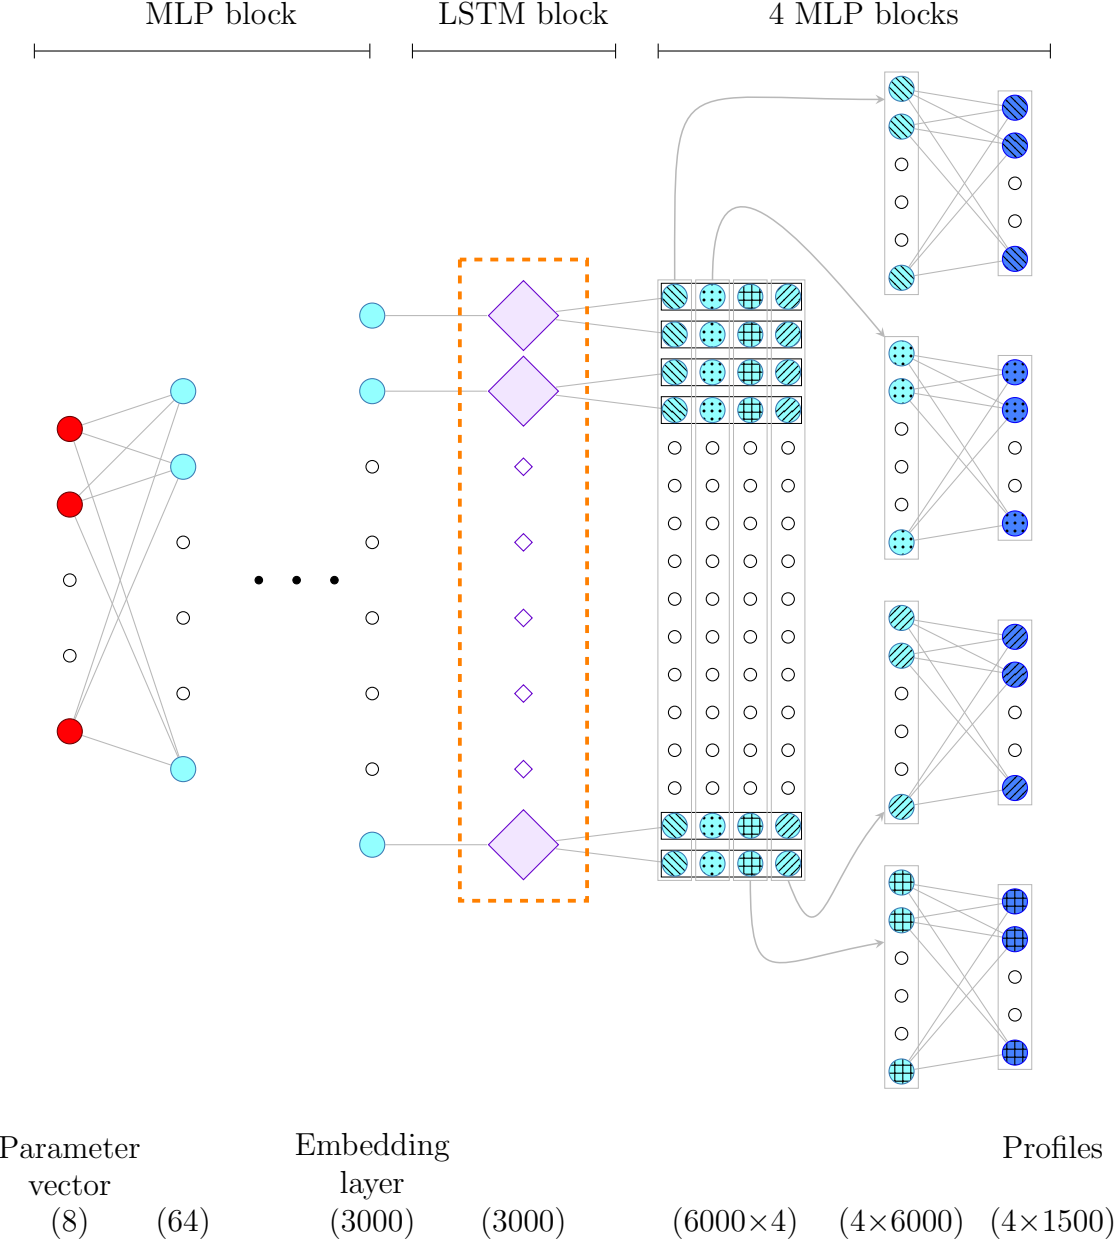 MLP block
LSTM block
4 MLP blocks
Parameter
vector
(8)
(64)
Embedding
layer
(3000)
(3000)
(6000×4)
(4×6000)
Profiles
(4×1500)